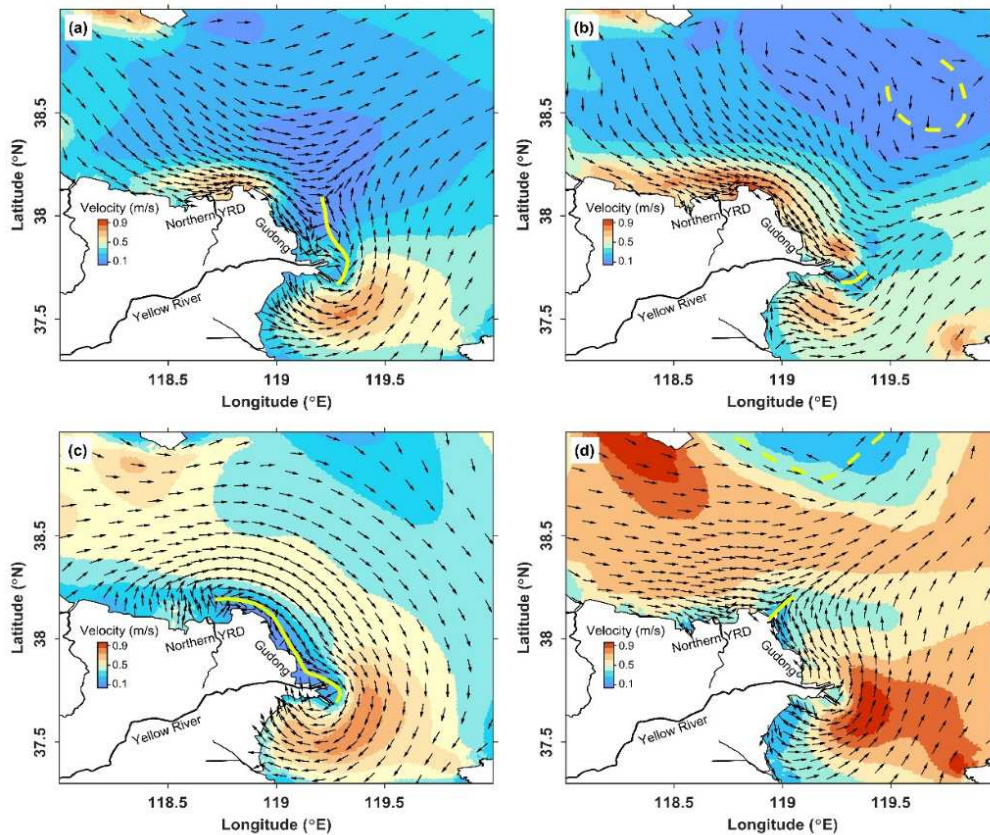 (a)
38.5
38
37.5
Latitude (°N)
Velocity (m/s)
0.9
0.5
0.1
Northern YRD
Gudong
Yellow River
118.5 119 119.5
Longitude (°E)
(b)
38.5
38
37.5
Latitude (°N)
Velocity (m/s)
0.9
0.5
0.1
Northern YRD
Gudong
Yellow River
118.5 119 119.5
Longitude (°E)
(c)
38.5
38
37.5
Latitude (°N)
Velocity (m/s)
0.9
0.5
0.1
Northern YRD
Gudong
Yellow River
118.5 119 119.5
Longitude (°E)
(d)
38.5
38
37.5
Latitude (°N)
Velocity (m/s)
0.9
0.5
0.1
Northern YRD
Gudong
Yellow River
118.5 119 119.5
Longitude (°E)